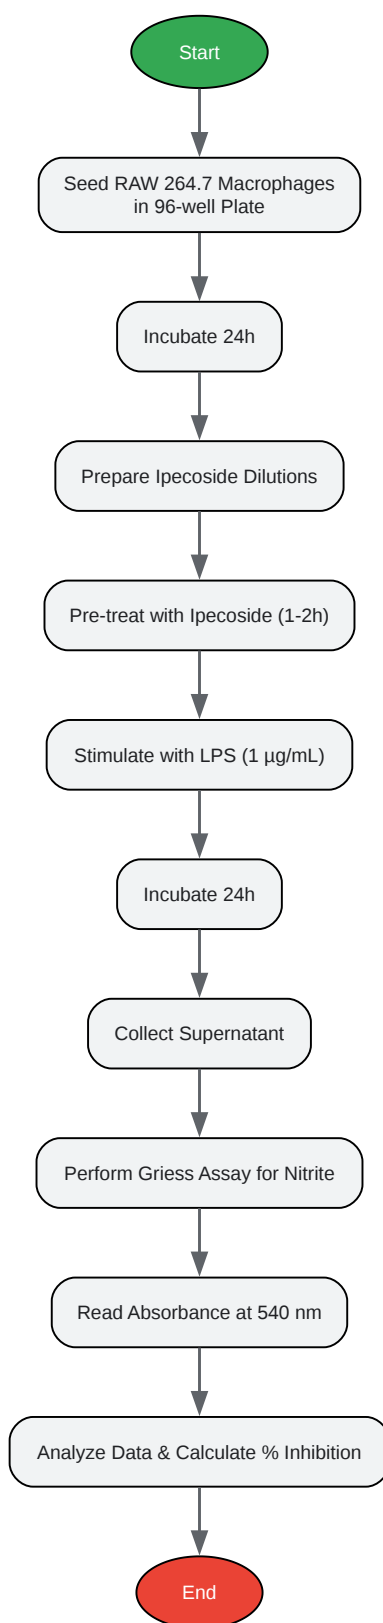 Start
Seed RAW 264.7 Macrophages
in 96-well Plate
Incubate 24h
Prepare Ipecoside Dilutions
Pre-treat with Ipecoside (1-2h)
Stimulate with LPS (1 µg/mL)
Incubate 24h
Collect Supernatant
Perform Griess Assay for Nitrite
Read Absorbance at 540 nm
Analyze Data & Calculate % Inhibition
End